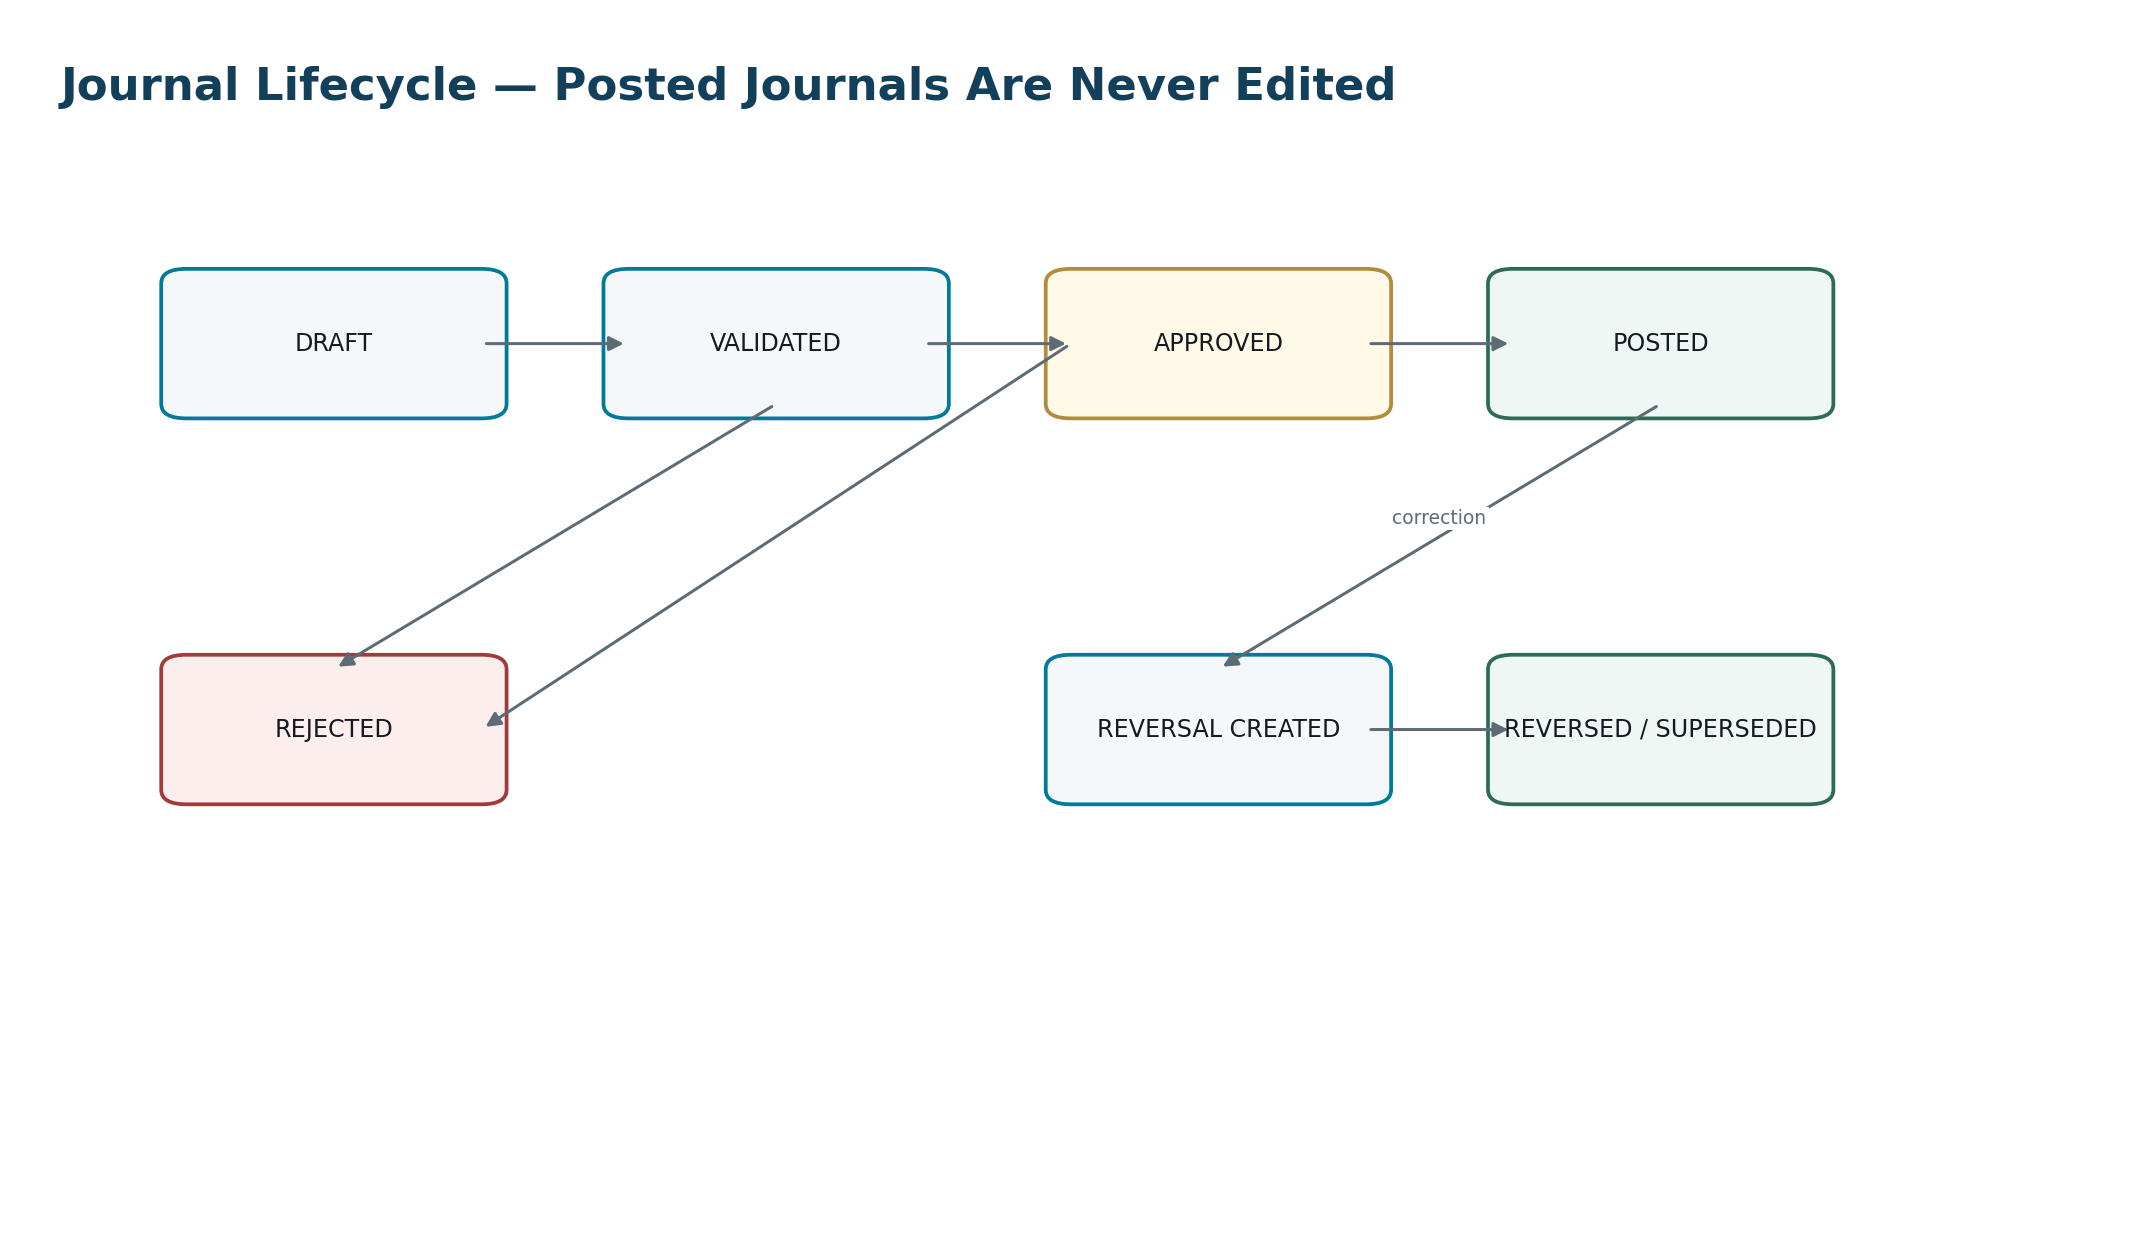 Journal Lifecycle — Posted Journals Are Never Edited
DRAFT
VALIDATED
APPROVED
POSTED
correction
REJECTED
REVERSAL CREATED
REVERSED / SUPERSEDED